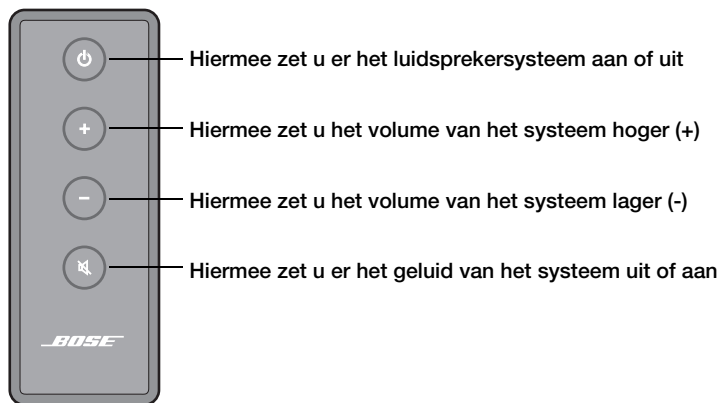 Hiermee zet u er het luidsprekersysteem aan of uit
Hiermee zet u het volume van het systeem hoger (+)
Hiermee zet u het volume van het systeem lager (-)
Hiermee zet u er het geluid van het systeem uit of aan
BOSE